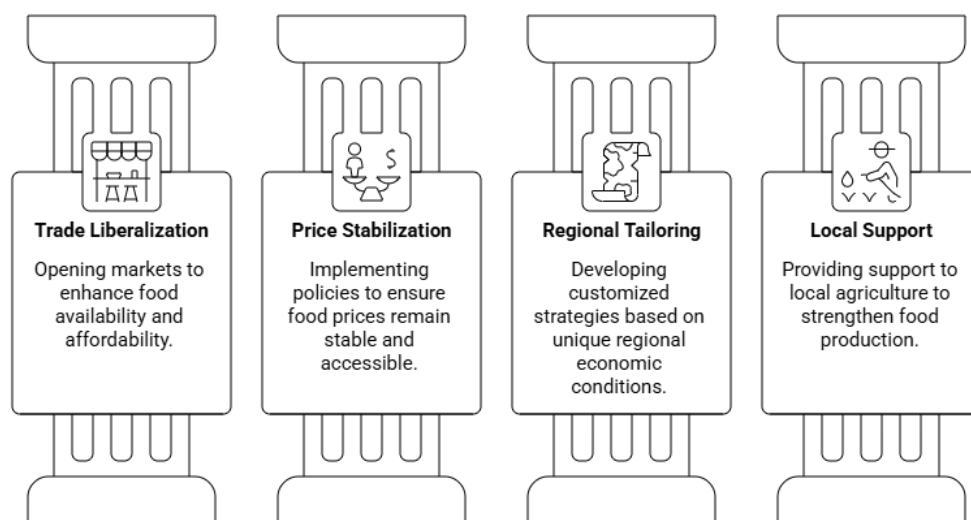 Trade Liberalization
Opening markets to
enhance food
availability and
affordability.
Price Stabilization
Implementing
policies to ensure
food prices remain
stable and
accessible.
Regional Tailoring
Developing
customized
strategies based on
unique regional
economic
conditions.
Local Support
Providing support to
local agriculture to
strengthen food
production.